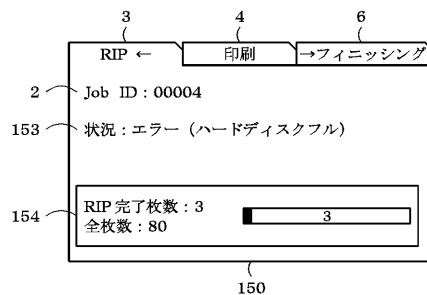 3 4 6
RIP ← 印刷 →フィニッシング
2 Job ID：00004
153 状況：エラー（ハードディスクフル）
RIP 完了枚数：3
154 3
全枚数：80
150